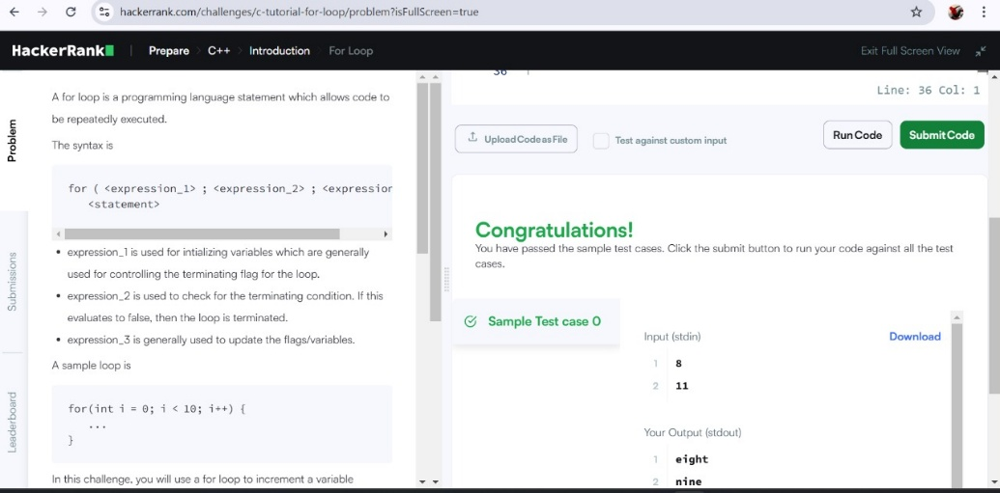 hackerrank.com/challenges/c-tutorial-for-loop/problem?isFullScreen=true
HackerRank | Prepare C++ Introduction For Loop Exit Full Screen View
Problem
Submissions
Leaderboard
A for loop is a programming language statement which allows code to
be repeatedly executed.
The syntax is
for ( <expression_1> ; <expression_2> ; <expression
<statement>
• expression_1 is used for intializing variables which are generally
used for controlling the terminating flag for the loop.
• expression_2 is used to check for the terminating condition. If this
evaluates to false, then the loop is terminated.
• expression_3 is generally used to update the flags/variables.
A sample loop is
for(int i = 0; i < 10; i++) {
...
}
In this challenge, you will use a for loop to increment a variable
36
Line: 36 Col: 1
Upload Code as File Test against custom input Run Code Submit Code
Congratulations!
You have passed the sample test cases. Click the submit button to run your code against all the test
cases.
Sample Test case 0
Input (stdin) Download
1 8
2 11
Your Output (stdout)
1 eight
2 nine